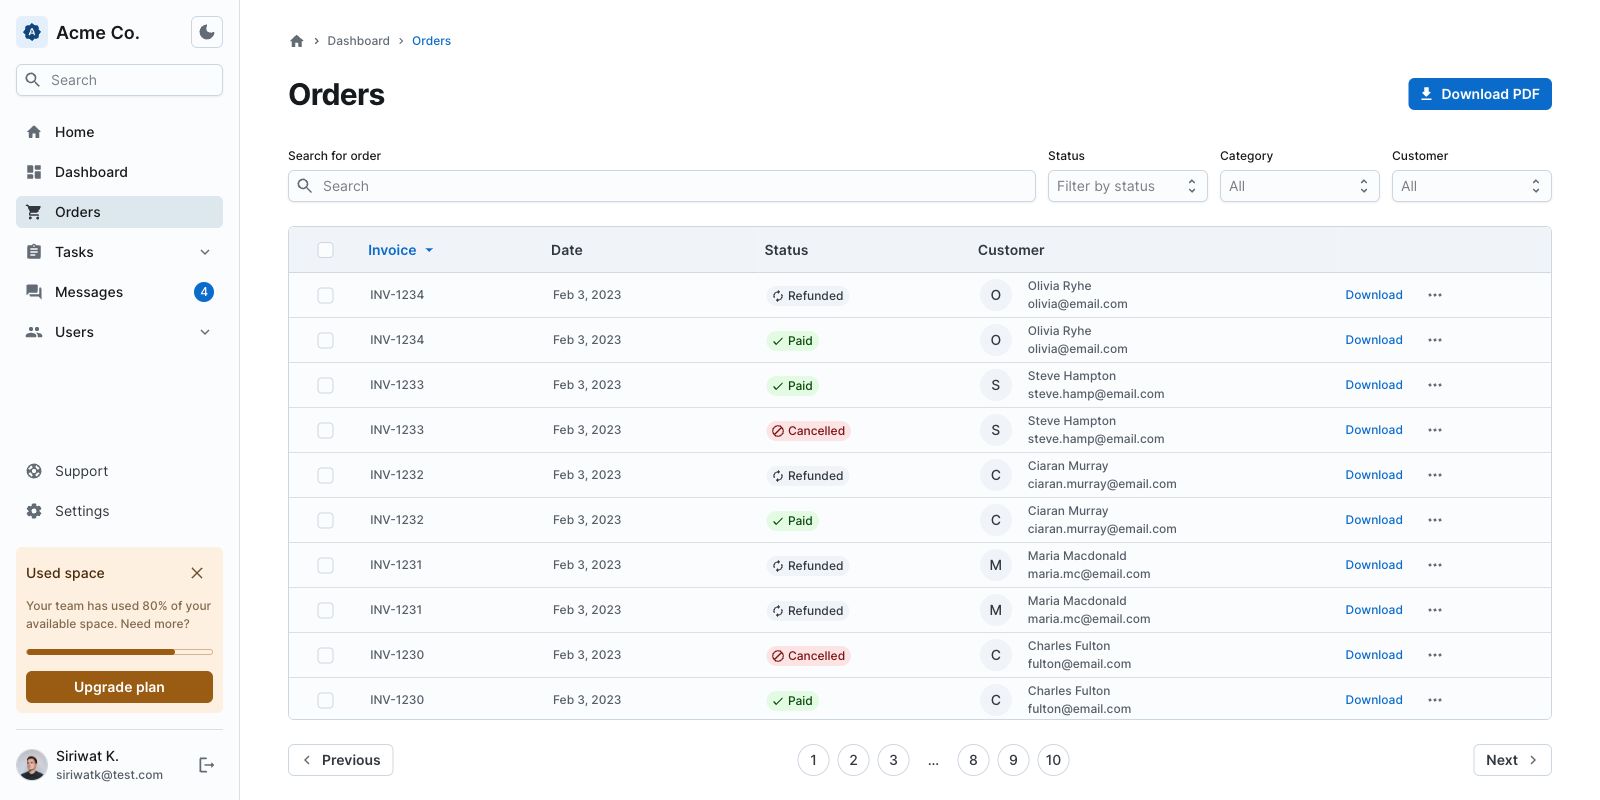 A
Acme Co.
Search
Home
Dashboard
Orders
Tasks
Messages
4
Users
Support
Settings
Used space
Your team has used 80% of your
available space. Need more?
Upgrade plan
Siriwat K.
siriwatk@test.com
Dashboard Orders
Orders
Download PDF
Search for order Status Category Customer
Search Filter by status All All
Invoice Date Status Customer
INV-1234 Feb 3, 2023 Refunded O Olivia Ryhe Download
olivia@email.com
INV-1234 Feb 3, 2023 Paid O Olivia Ryhe Download
olivia@email.com
INV-1233 Feb 3, 2023 Paid S Steve Hampton Download
steve.hamp@email.com
INV-1233 Feb 3, 2023 Cancelled S Steve Hampton Download
steve.hamp@email.com
INV-1232 Feb 3, 2023 Refunded C Ciaran Murray Download
ciaran.murray@email.com
INV-1232 Feb 3, 2023 Paid C Ciaran Murray Download
ciaran.murray@email.com
INV-1231 Feb 3, 2023 Refunded M Maria Macdonald Download
maria.mc@email.com
INV-1231 Feb 3, 2023 Refunded M Maria Macdonald Download
maria.mc@email.com
INV-1230 Feb 3, 2023 Cancelled C Charles Fulton Download
fulton@email.com
INV-1230 Feb 3, 2023 Paid C Charles Fulton Download
fulton@email.com
Previous 1 2 3 … 8 9 10 Next